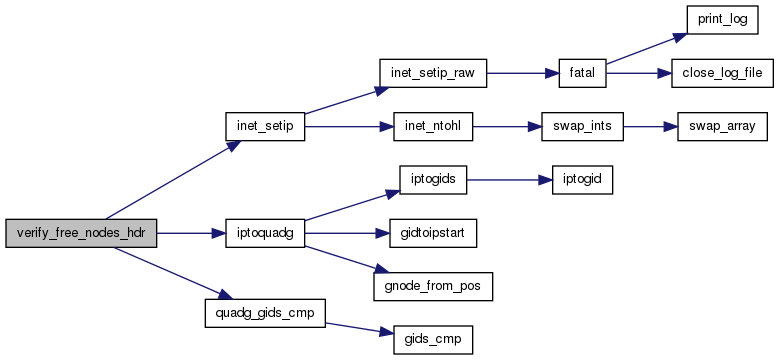 print_log
inet_setip_raw
fatal
close_log_file
inet_setip
inet_ntohl
swap_ints
swap_array
iptogids
iptogid
verify_free_nodes_hdr
iptoquadg
gidtoipstart
gnode_from_pos
quadg_gids_cmp
gids_cmp